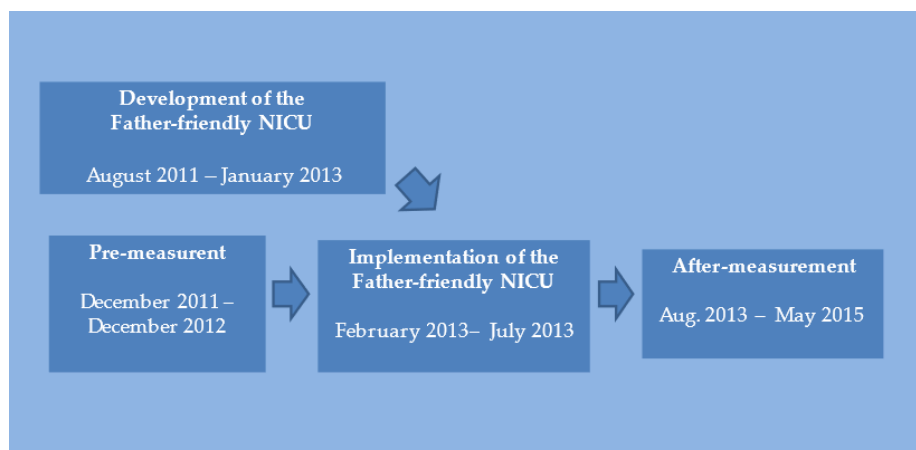 Development of the
Father-friendly NICU
August 2011 – January 2013
Pre-measurent
December 2011 –
December 2012
Implementation of the
Father-friendly NICU
February 2013– July 2013
After-measurement
Aug. 2013 – May 2015